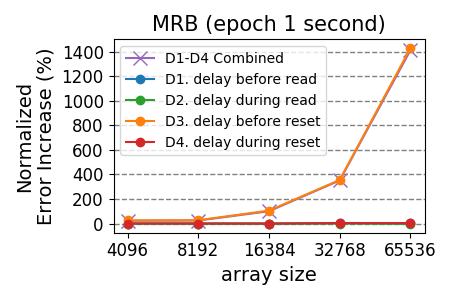 MRB (epoch 1 second)
Normalized
Error Increase (%)
1400
1200
1000
800
600
400
200
0
D1-D4 Combined
D1. delay before read
D2. delay during read
D3. delay before reset
D4. delay during reset
4096 8192 16384 32768 65536
array size